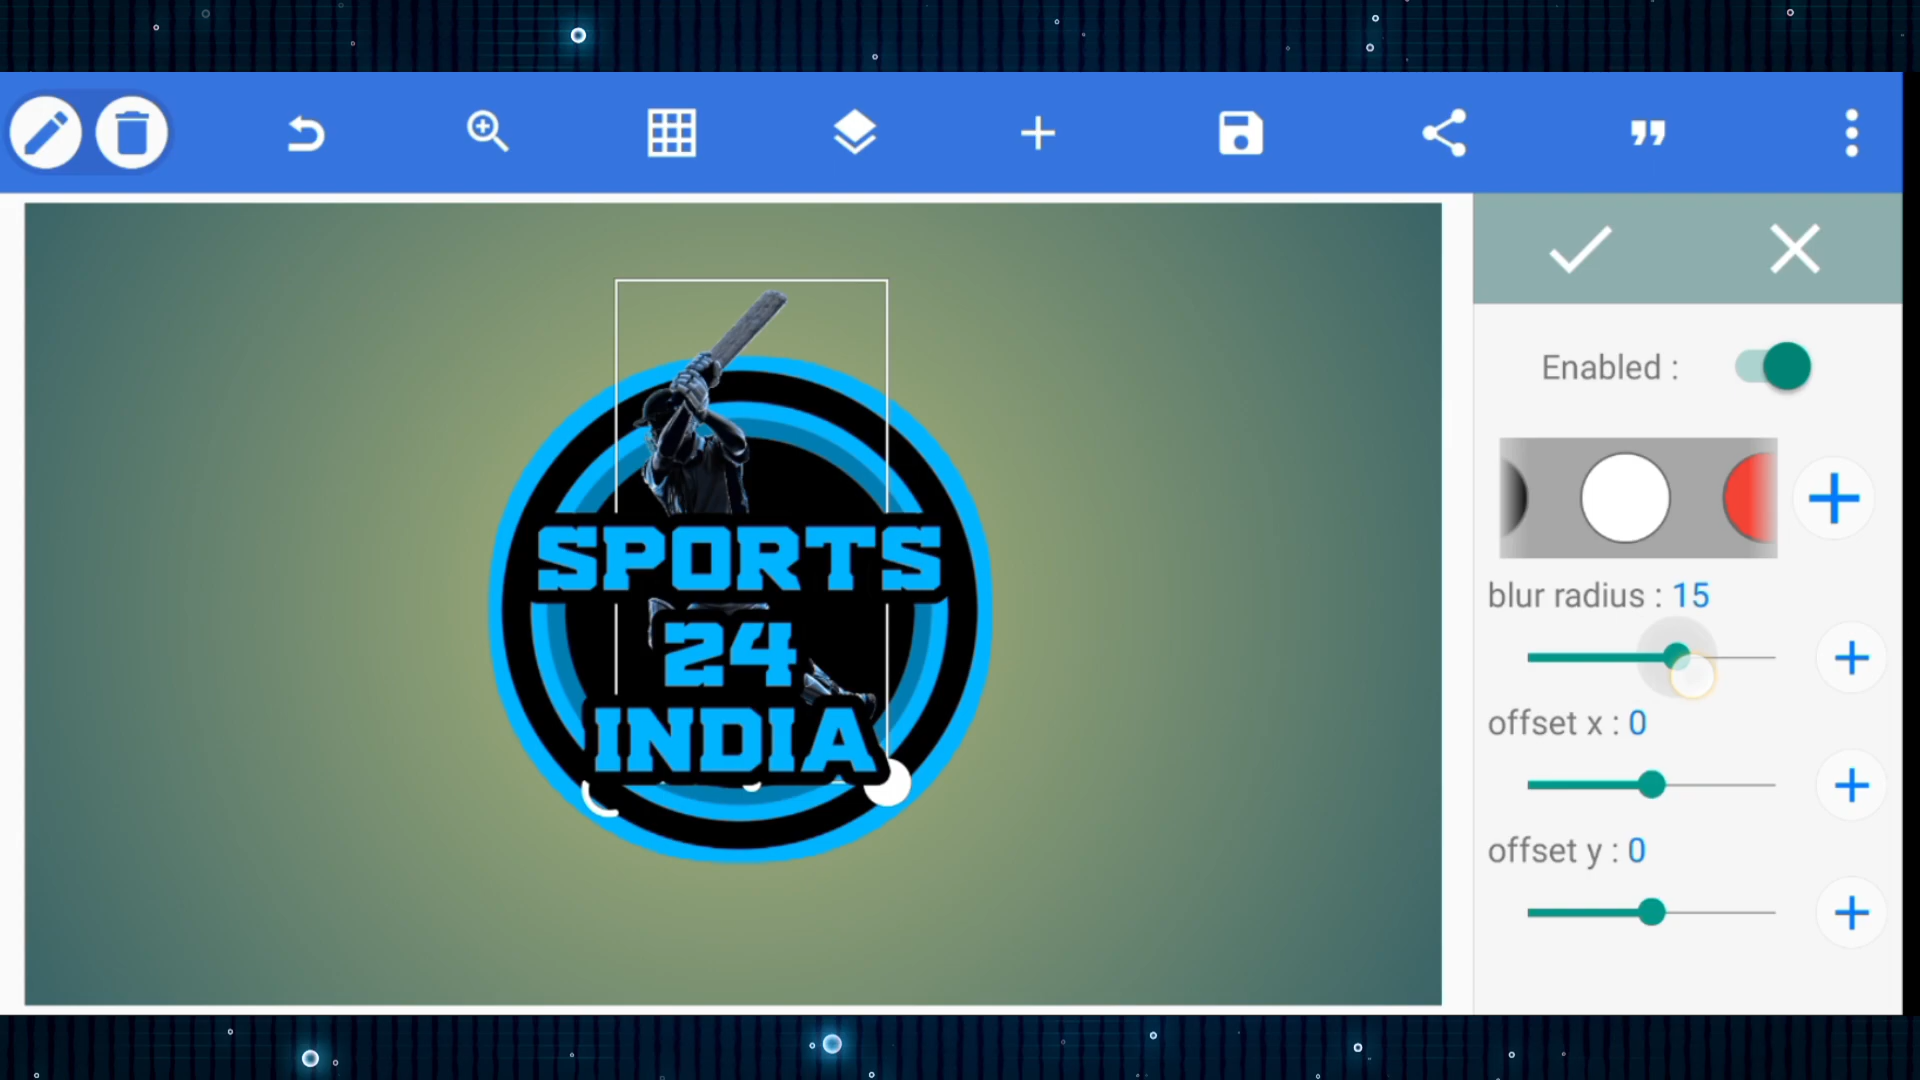 Enabled :
SPORTS
24
INDIA
blur radius : 15
offset x : 0
offset y : 0